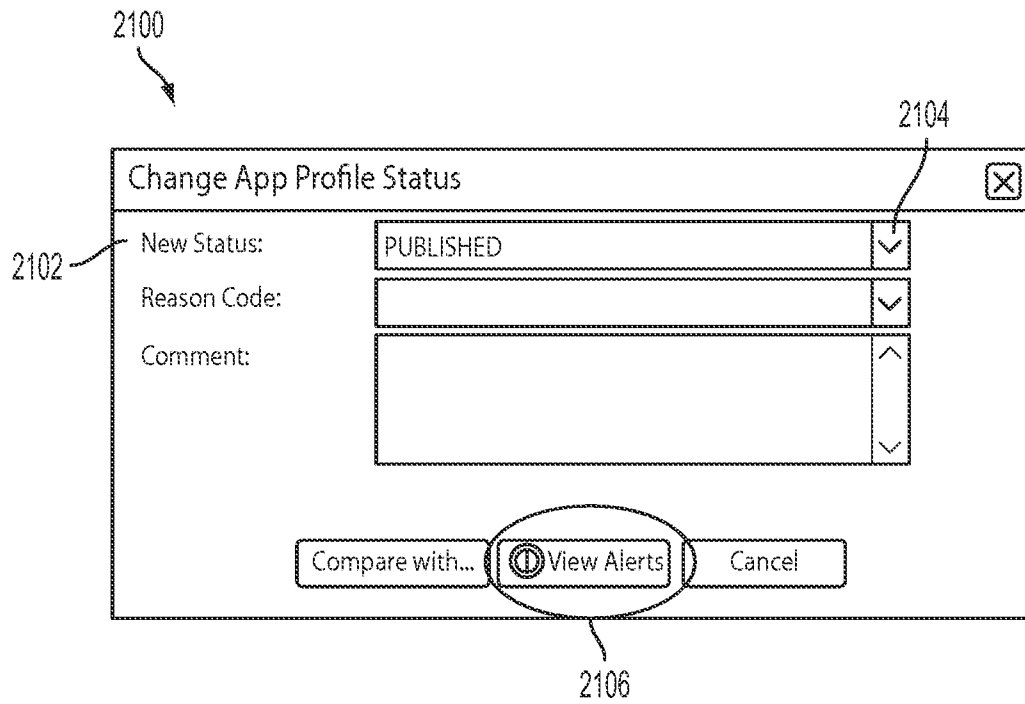 2100
2104
Change App Profile Status
2102
New Status:
PUBLISHED
Reason Code:
Comment:
Compare with...
View Alerts
Cancel
2106